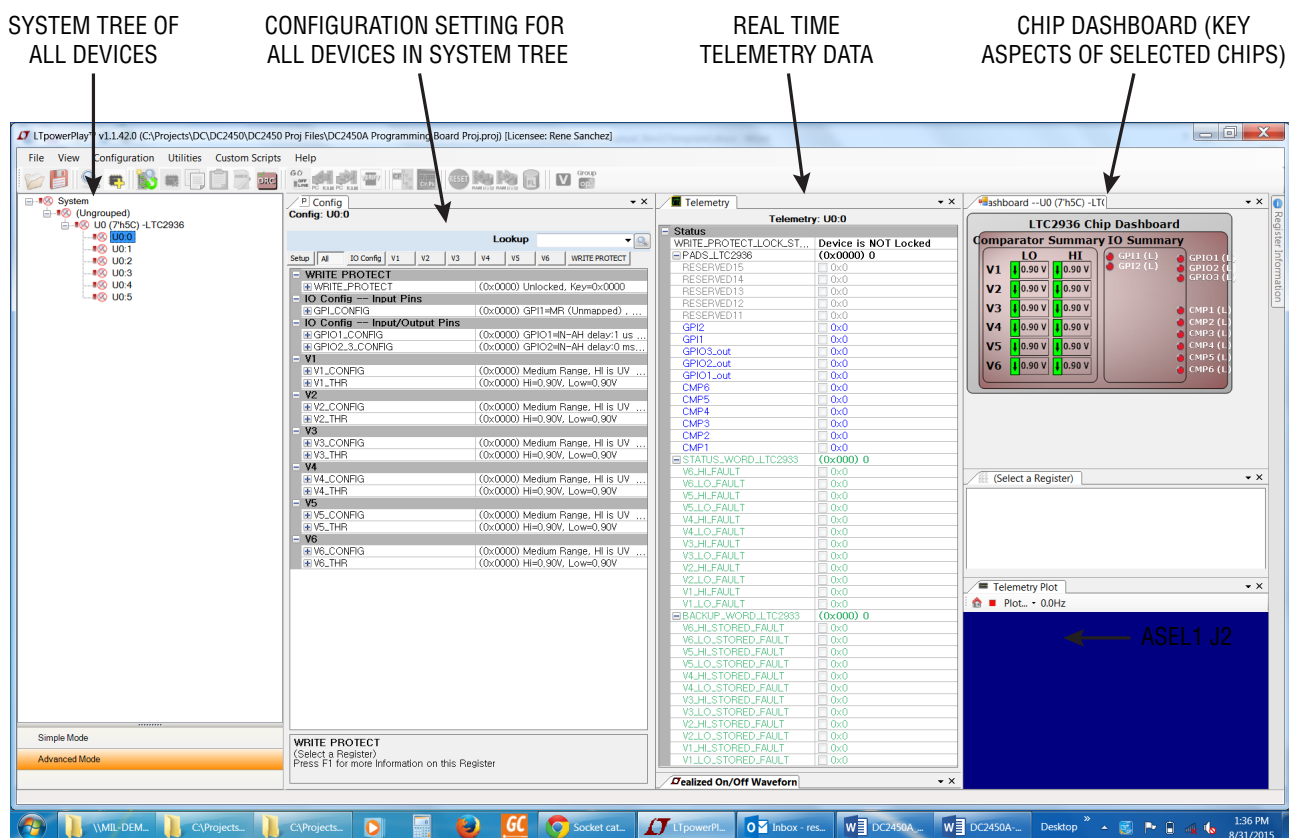 SYSTEM TREE OF
ALL DEVICES
CONFIGURATION SETTING FOR
ALL DEVICES IN SYSTEM TREE
REAL TIME
TELEMETRY DATA
CHIP DASHBOARD (KEY
ASPECTS OF SELECTED CHIPS)
LTpowerPlay™ v1.1.42.0 (C:\Projects\DC\DC2450\DC2450 Proj Files\DC2450A Programming Board Proj.proj) [Licensee: Rene Sanchez]
File View Configuration Utilities Custom Scripts Help
System
(Ungrouped)
U0 (7'h5C) -LTC2936
U0:0
U0:1
U0:2
U0:3
U0:4
U0:5
Simple Mode
Advanced Mode
Config
Config: U0:0
Lookup
Setup All IO Config V1 V2 V3 V4 V5 V6 WRITE PROTECT
WRITE PROTECT
WRITE_PROTECT (0x0000) Unlocked, Key=0x0000
IO Config -- Input Pins
GPI_CONFIG (0x0000) GPI1=MR (Unmapped) , ...
IO Config -- Input/Output Pins
GPIO1_CONFIG (0x0000) GPIO1=IN-AH delay:1 us ...
GPIO2_3_CONFIG (0x0000) GPIO2=IN-AH delay:0 ms...
V1
V1_CONFIG (0x0000) Medium Range, HI is UV ...
V1_THR (0x0000) Hi=0.90V, Low=0.90V
V2
V2_CONFIG (0x0000) Medium Range, HI is UV ...
V2_THR (0x0000) Hi=0.90V, Low=0.90V
V3
V3_CONFIG (0x0000) Medium Range, HI is UV ...
V3_THR (0x0000) Hi=0.90V, Low=0.90V
V4
V4_CONFIG (0x0000) Medium Range, HI is UV ...
V4_THR (0x0000) Hi=0.90V, Low=0.90V
V5
V5_CONFIG (0x0000) Medium Range, HI is UV ...
V5_THR (0x0000) Hi=0.90V, Low=0.90V
V6
V6_CONFIG (0x0000) Medium Range, HI is UV ...
V6_THR (0x0000) Hi=0.90V, Low=0.90V
WRITE PROTECT
(Select a Register)
Press F1 for more Information on this Register
Telemetry
Telemetry: U0:0
Status
WRITE_PROTECT_LOCK_ST... Device is NOT Locked
PADS_LTC2936 (0x0000) 0
RESERVED15 0x0
RESERVED14 0x0
RESERVED13 0x0
RESERVED12 0x0
RESERVED11 0x0
GPI2 0x0
GPI1 0x0
GPIO3_out 0x0
GPIO2_out 0x0
GPIO1_out 0x0
CMP6 0x0
CMP5 0x0
CMP4 0x0
CMP3 0x0
CMP2 0x0
CMP1 0x0
STATUS_WORD_LTC2933 (0x000) 0
V6_HI_FAULT 0x0
V6_LO_FAULT 0x0
V5_HI_FAULT 0x0
V5_LO_FAULT 0x0
V4_HI_FAULT 0x0
V4_LO_FAULT 0x0
V3_HI_FAULT 0x0
V3_LO_FAULT 0x0
V2_HI_FAULT 0x0
V2_LO_FAULT 0x0
V1_HI_FAULT 0x0
V1_LO_FAULT 0x0
BACKUP_WORD_LTC2933 (0x000) 0
V6_HI_STORED_FAULT 0x0
V6_LO_STORED_FAULT 0x0
V5_HI_STORED_FAULT 0x0
V5_LO_STORED_FAULT 0x0
V4_HI_STORED_FAULT 0x0
V4_LO_STORED_FAULT 0x0
V3_HI_STORED_FAULT 0x0
V3_LO_STORED_FAULT 0x0
V2_HI_STORED_FAULT 0x0
V2_LO_STORED_FAULT 0x0
V1_HI_STORED_FAULT 0x0
V1_LO_STORED_FAULT 0x0
ealized On/Off Waveforn
ashboard --U0 (7'h5C) -LT(
LTC2936 Chip Dashboard
Comparator Summary IO Summary
LO HI
V1 0.90 V 0.90 V
V2 0.90 V 0.90 V
V3 0.90 V 0.90 V
V4 0.90 V 0.90 V
V5 0.90 V 0.90 V
V6 0.90 V 0.90 V
GPI1 (L)
GPI2 (L)
GPIO1 (L
GPIO2 (L
GPIO3 (L
CMP1 (L
CMP2 (L
CMP3 (L
CMP4 (L
CMP5 (L
CMP6 (L
Register Information
(Select a Register)
Telemetry Plot
Plot... 0.0Hz
ASEL1 J2
\\MIL-DEM... C:\Projects... C:\Projects... GC Socket cat... LTpowerPl... Inbox - res... DC2450A_... DC2450A-... Desktop
1:36 PM
8/31/2015